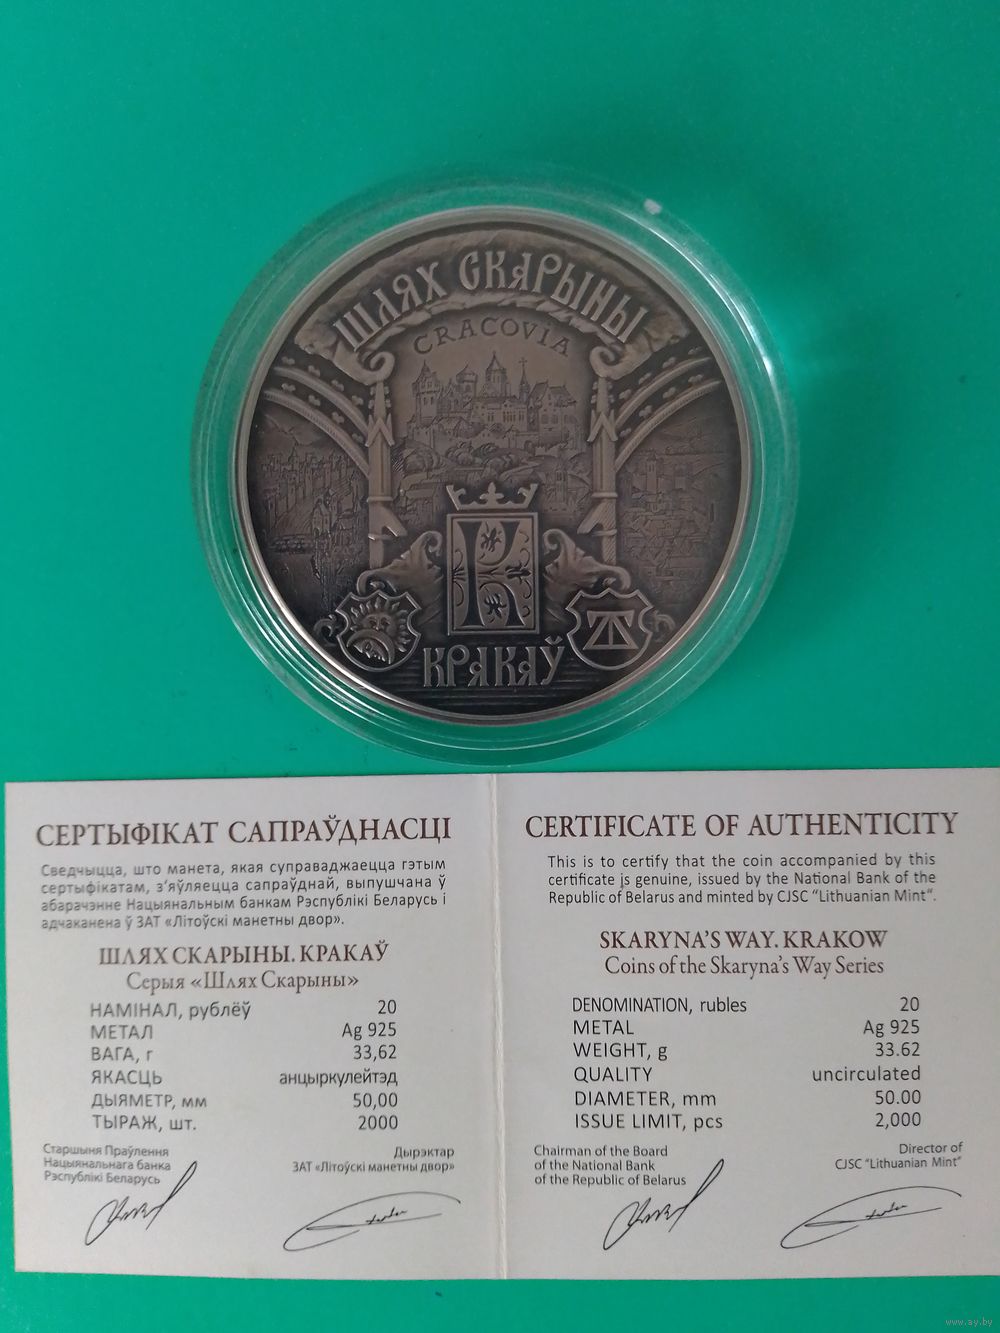 ШЛЯХ СКАРЫНЫ
CRACOViA
КРАКАЎ
СЕРТЫФІКАТ САПРАЎДНАСЦІ
Сведчыцца, што манета, якая суправаджаецца гэтым
сертыфікатам, з'яўляецца сапраўднай, выпушчана ў
абарачэнне Нацыянальным банкам Рэспублікі Беларусь і
адчаканена ў ЗАТ «Літоўскі манетны двор».
ШЛЯХ СКАРЫНЫ. КРАКАЎ
Серыя «Шлях Скарыны»
НАМІНАЛ, рублёў 20
МЕТАЛ Ag 925
ВАГА, г 33,62
ЯКАСЦЬ анцыркулейтэд
ДЫЯМЕТР, мм 50,00
ТЫРАЖ, шт. 2000
Старшыня Праўлення
Нацыянальнага банка
Рэспублікі Беларусь
Дырэктар
ЗАТ «Літоўскі манетны двор»
CERTIFICATE OF AUTHENTICITY
This is to certify that the coin accompanied by this
certificate is genuine, issued by the National Bank of the
Republic of Belarus and minted by CJSC "Lithuanian Mint".
SKARYNA'S WAY. KRAKOW
Coins of the Skaryna's Way Series
DENOMINATION, rubles 20
METAL Ag 925
WEIGHT, g 33.62
QUALITY uncirculated
DIAMETER, mm 50.00
ISSUE LIMIT, pcs 2,000
Chairman of the Board
of the National Bank
of the Republic of Belarus
Director of
CJSC "Lithuanian Mint"
www.ay.by